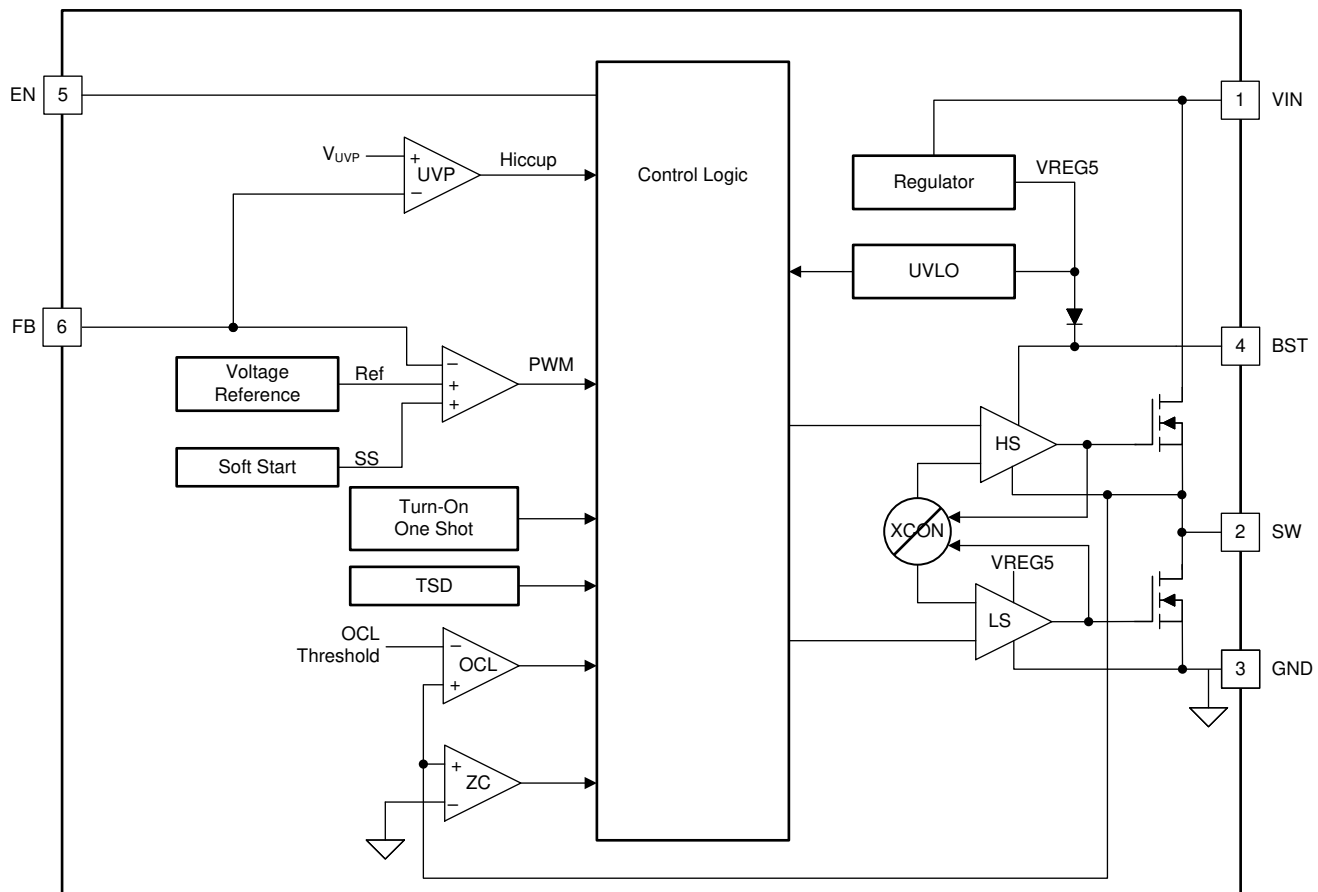 EN
5
1
VIN
V_UVP
+
UVP
−
Hiccup
Control Logic
Regulator
VREG5
UVLO
FB
6
4
BST
Voltage
Reference
Ref
−
+
+
PWM
Soft Start
SS
HS
Turn-On
One Shot
XCON
2
SW
TSD
VREG5
LS
OCL
Threshold
−
OCL
+
3
GND
+
ZC
−